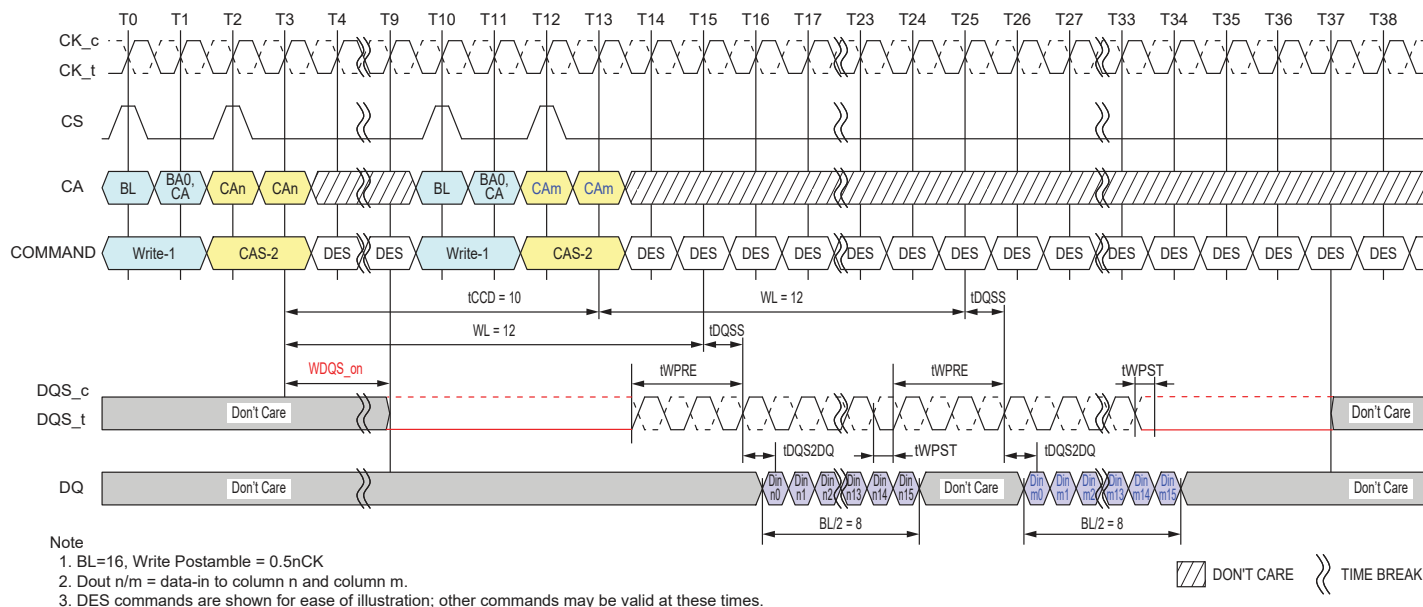 T0 T1 T2 T3 T4 T9 T10 T11 T12 T13 T14 T15 T16 T23 T24 T25 T26 T27 T33 T34 T35 T36 T37 T38
CK_c
CK_t
CS
CA BL BA0, CA CAn CAn BL BA0, CA CAm CAm
COMMAND Write-1 CAS-2 DES DES Write-1 CAS-2 DES DES DES DES DES DES DES DES DES DES DES DES DES DES
tCCD = 10 WL = 12 tDQSS
WL = 12 tDQSS
WDQS_on tWPRE tWPRE tWPST
DQS_c
DQS_t Don't Care Don't Care
tDQS2DQ tWPST tDQS2DQ
DQ Don't Care Din n0 Din n1 Din n2 Din n13 Din n14 Din n15 Don't Care Din m0 Din m1 Din m2 Din m13 Din m14 Din m15 Don't Care
BL/2 = 8 BL/2 = 8
Note
1. BL=16, Write Postamble = 0.5nCK
2. Dout n/m = data-in to column n and column m.
3. DES commands are shown for ease of illustration; other commands may be valid at these times.
DON'T CARE TIME BREAK